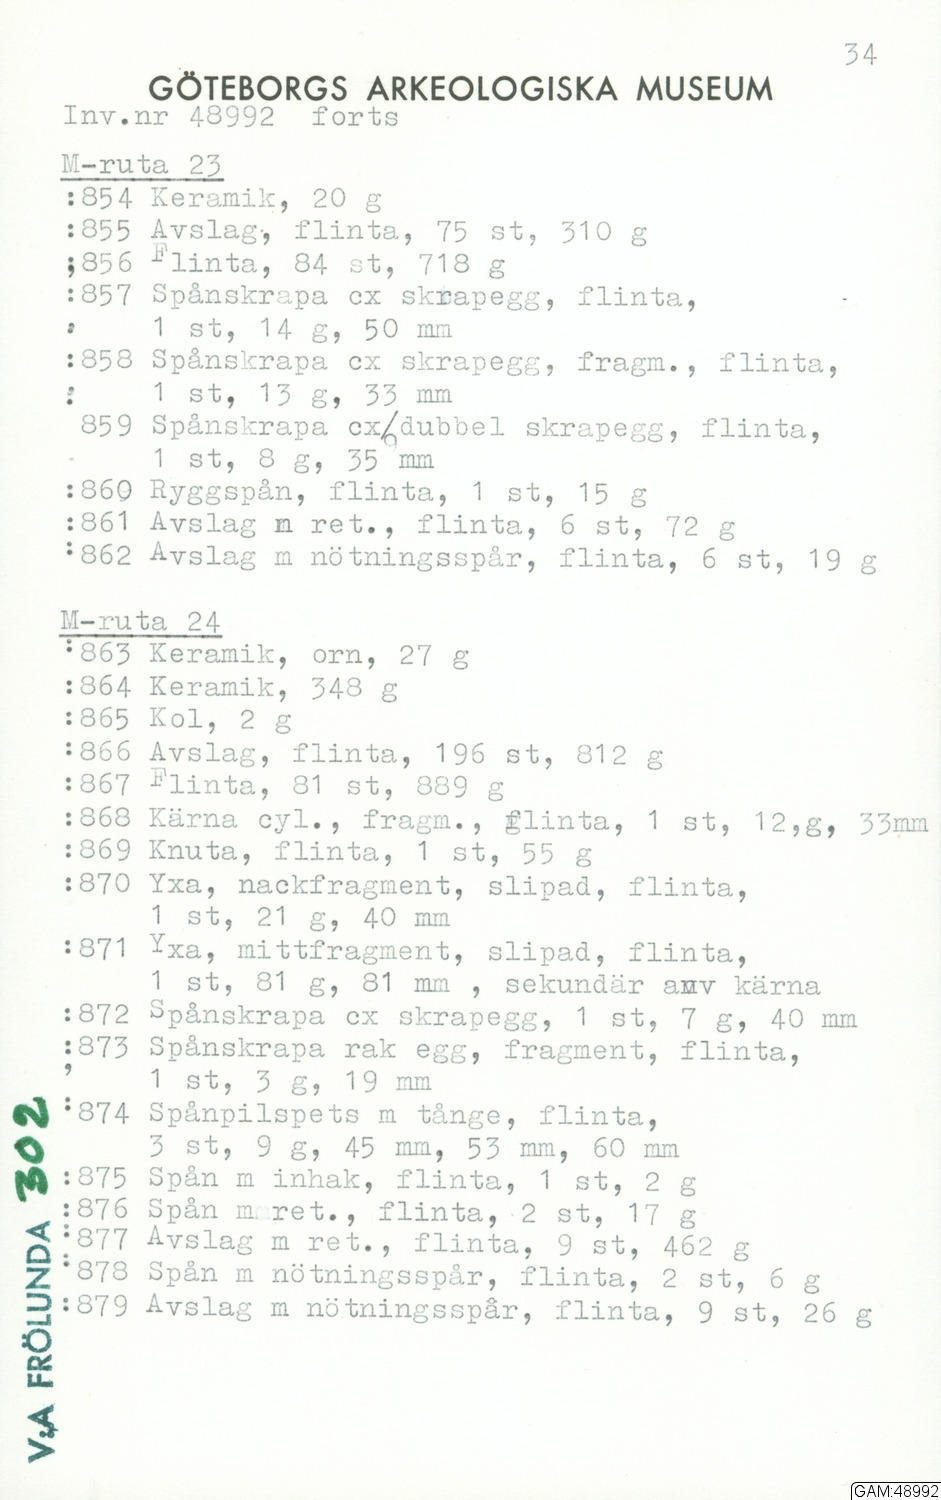 34
GÖTEBORGS ARKEOLOGISKA MUSEUM
Inv.nr 48992 forts
M-ruta 23
:854 Keramik, 20 g
:855 Avslag, flinta, 75 st, 310 g
;856 Flinta, 84 st, 718 g
:857 Spånskrapa cx skrapegg, flinta,
1 st, 14 g, 50 mm
:858 Spånskrapa cx skrapegg, fragm., flinta,
: 1 st, 13 g, 33 mm
859 Spånskrapa cx/dubbel skrapegg, flinta,
1 st, 8 g, 35 mm
:860 Ryggspån, flinta, 1 st, 15 g
:861 Avslag m ret., flinta, 6 st, 72 g
:862 Avslag m nötningsspår, flinta, 6 st, 19 g
M-ruta 24
:863 Keramik, orn, 27 g
:864 Keramik, 348 g
:865 Kol, 2 g
:866 Avslag, flinta, 196 st, 812 g
:867 Flinta, 81 st, 889 g
:868 Kärna cyl., fragm., flinta, 1 st, 12,g, 33mm
:869 Knuta, flinta, 1 st, 55 g
:870 Yxa, nackfragment, slipad, flinta,
1 st, 21 g, 40 mm
:871 Yxa, mittfragment, slipad, flinta,
1 st, 81 g, 81 mm , sekundär anv kärna
:872 Spånskrapa cx skrapegg, 1 st, 7 g, 40 mm
:873 Spånskrapa rak egg, fragment, flinta,
, 1 st, 3 g, 19 mm
:874 Spånpilspets m tånge, flinta,
3 st, 9 g, 45 mm, 53 mm, 60 mm
:875 Spån m inhak, flinta, 1 st, 2 g
:876 Spån m ret., flinta, 2 st, 17 g
:877 Avslag m ret., flinta, 9 st, 462 g
:878 Spån m nötningsspår, flinta, 2 st, 6 g
:879 Avslag m nötningsspår, flinta, 9 st, 26 g
V:A FRÖLUNDA 302
GAM:48992